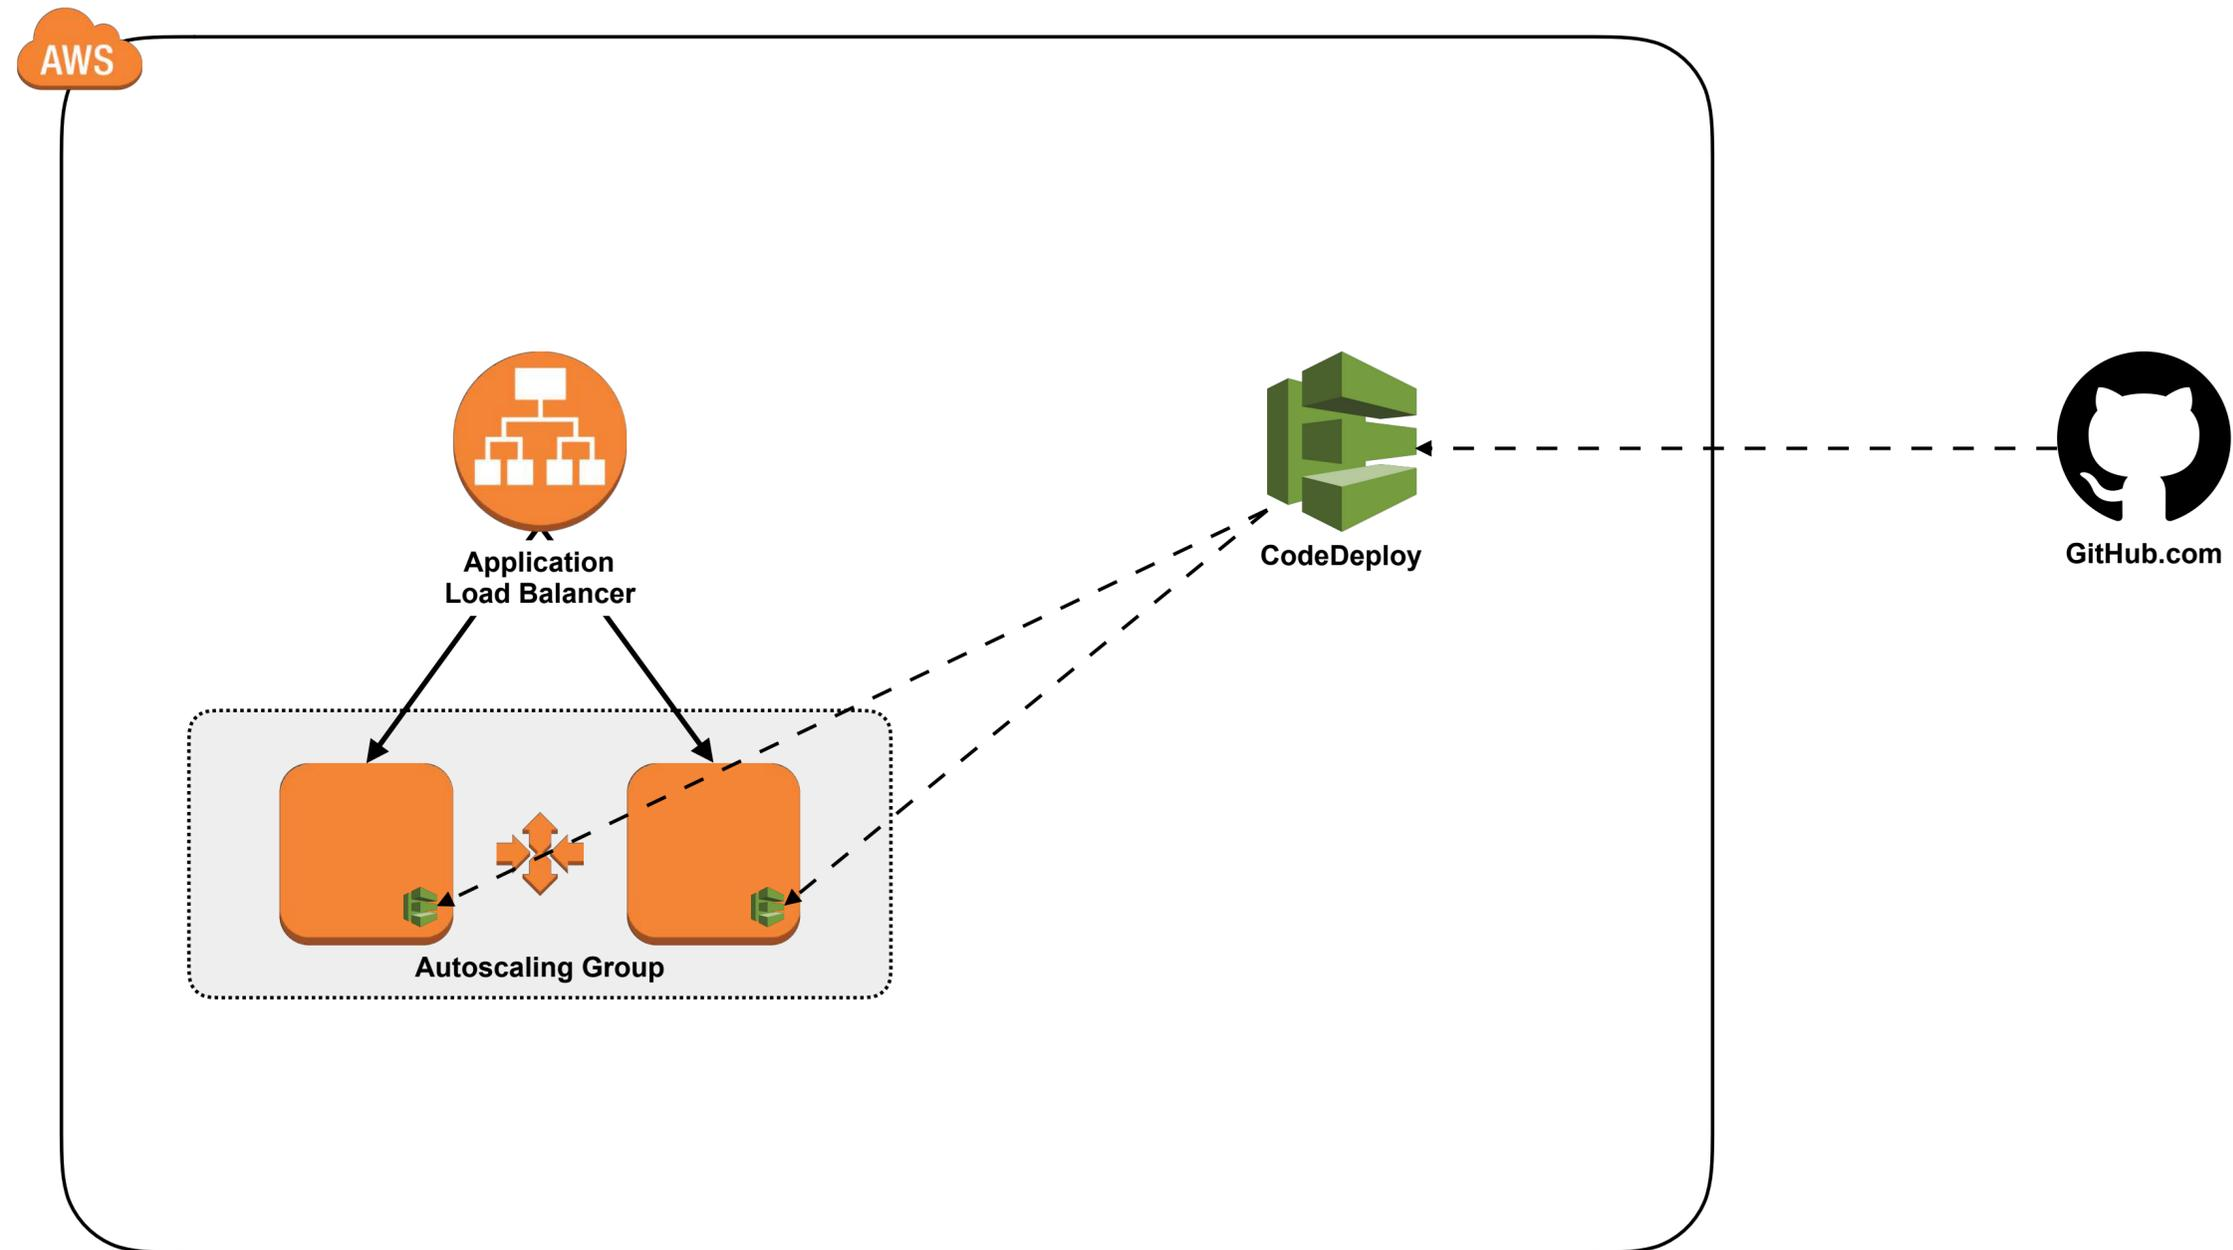 AWS
Application
Load Balancer
CodeDeploy
GitHub.com
Autoscaling Group